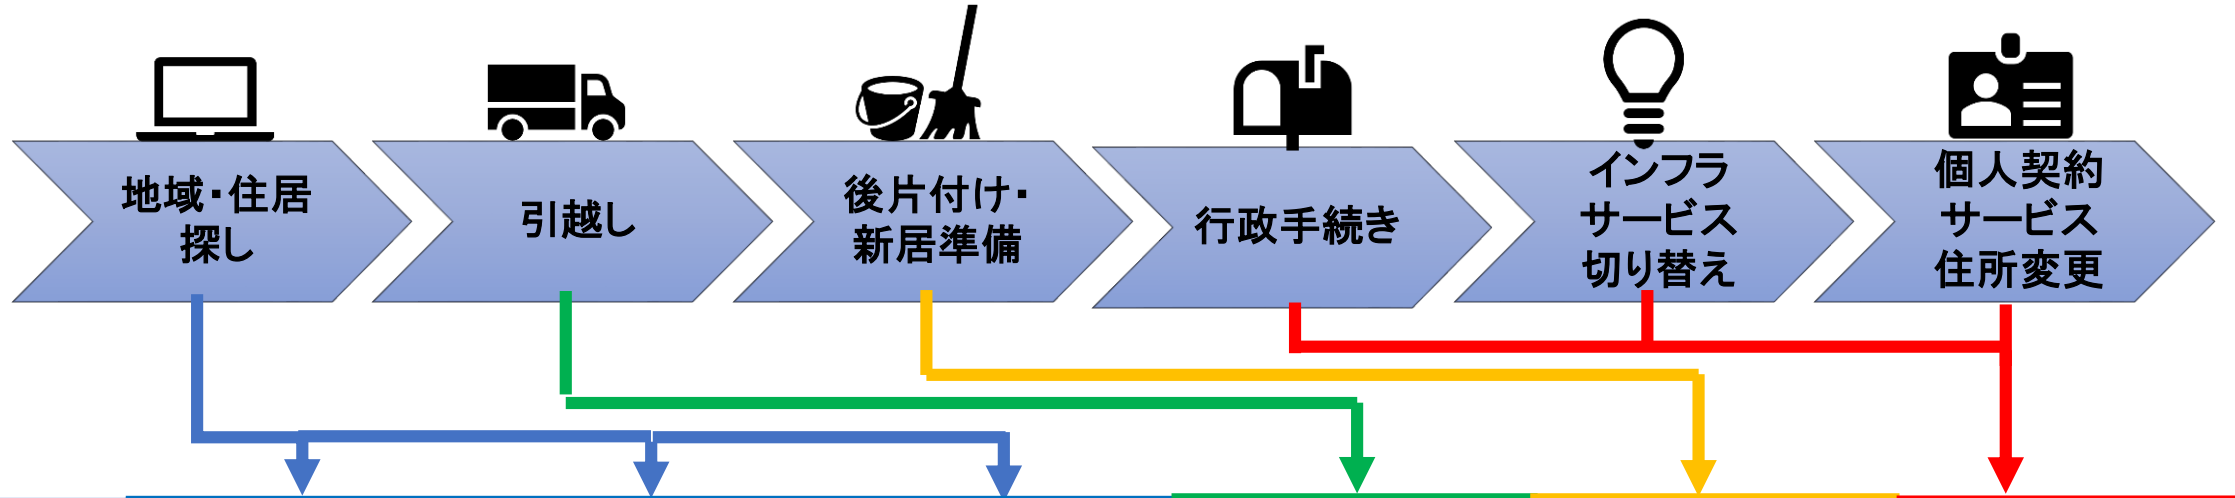 地域・住居
探し
引越し
後片付け・
新居準備
行政手続き
インフラ
サービス
切り替え
個人契約
サービス
住所変更